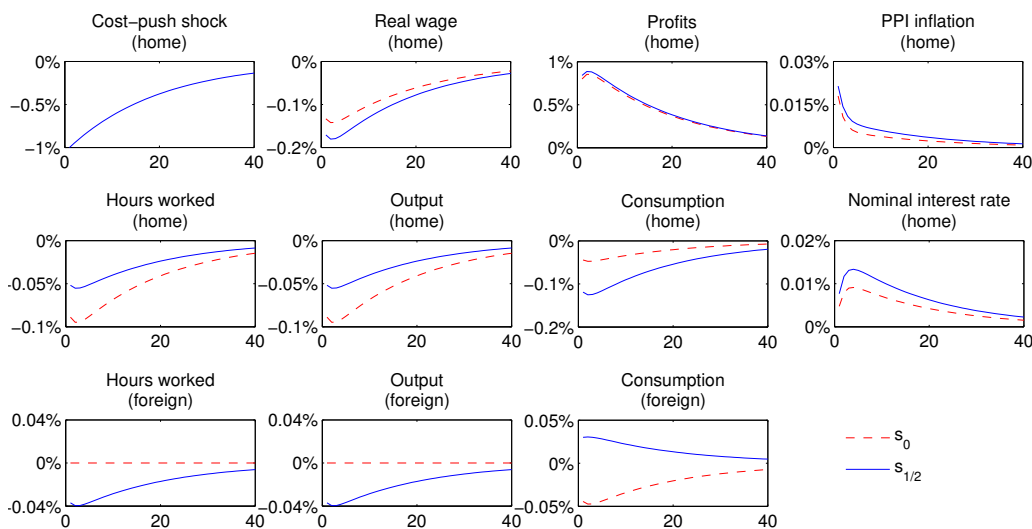 Cost−push shock
(home)
Real wage
(home)
Profits
(home)
PPI inflation
(home)
0%
−0.5%
−1%
0
20
40
0%
−0.1%
−0.2%
0
20
40
1%
0.5%
0%
0
20
40
0.03%
0.015%
0%
20
40
Hours worked
(home)
Output
(home)
Consumption
(home)
Nominal interest rate
(home)
0%
−0.05%
−0.1%
0
20
40
0%
−0.05%
−0.1%
0
20
40
0%
−0.1%
−0.2%
0
20
40
0.02%
0.01%
0%
0
20
40
Hours worked
(foreign)
Output
(foreign)
Consumption
(foreign)
0.04%
0%
−0.04%
0
20
40
0.04%
0%
−0.04%
0
20
40
0.05%
0%
−0.05%
0
20
40
s0
s1/2